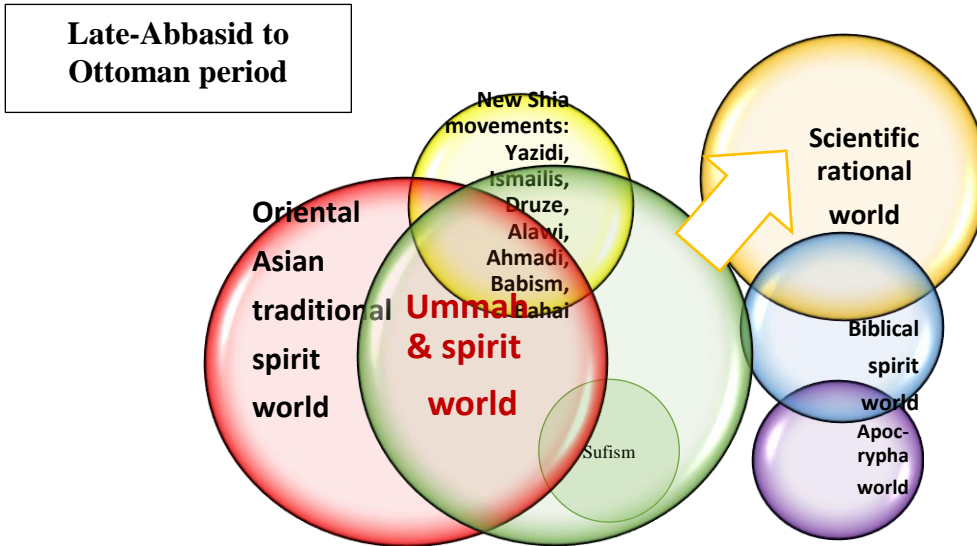 Late-Abbasid to
Ottoman period
New Shia
movements:
Yazidi,
Ismailis,
Druze,
Alawi,
Ahmadi,
Babism,
Bahai
Scientific
rational
world
Oriental
Asian
traditional
spirit
world
Ummah
& spirit
world
Biblical
spirit
world
Apoc-
rypha
world
Sufism